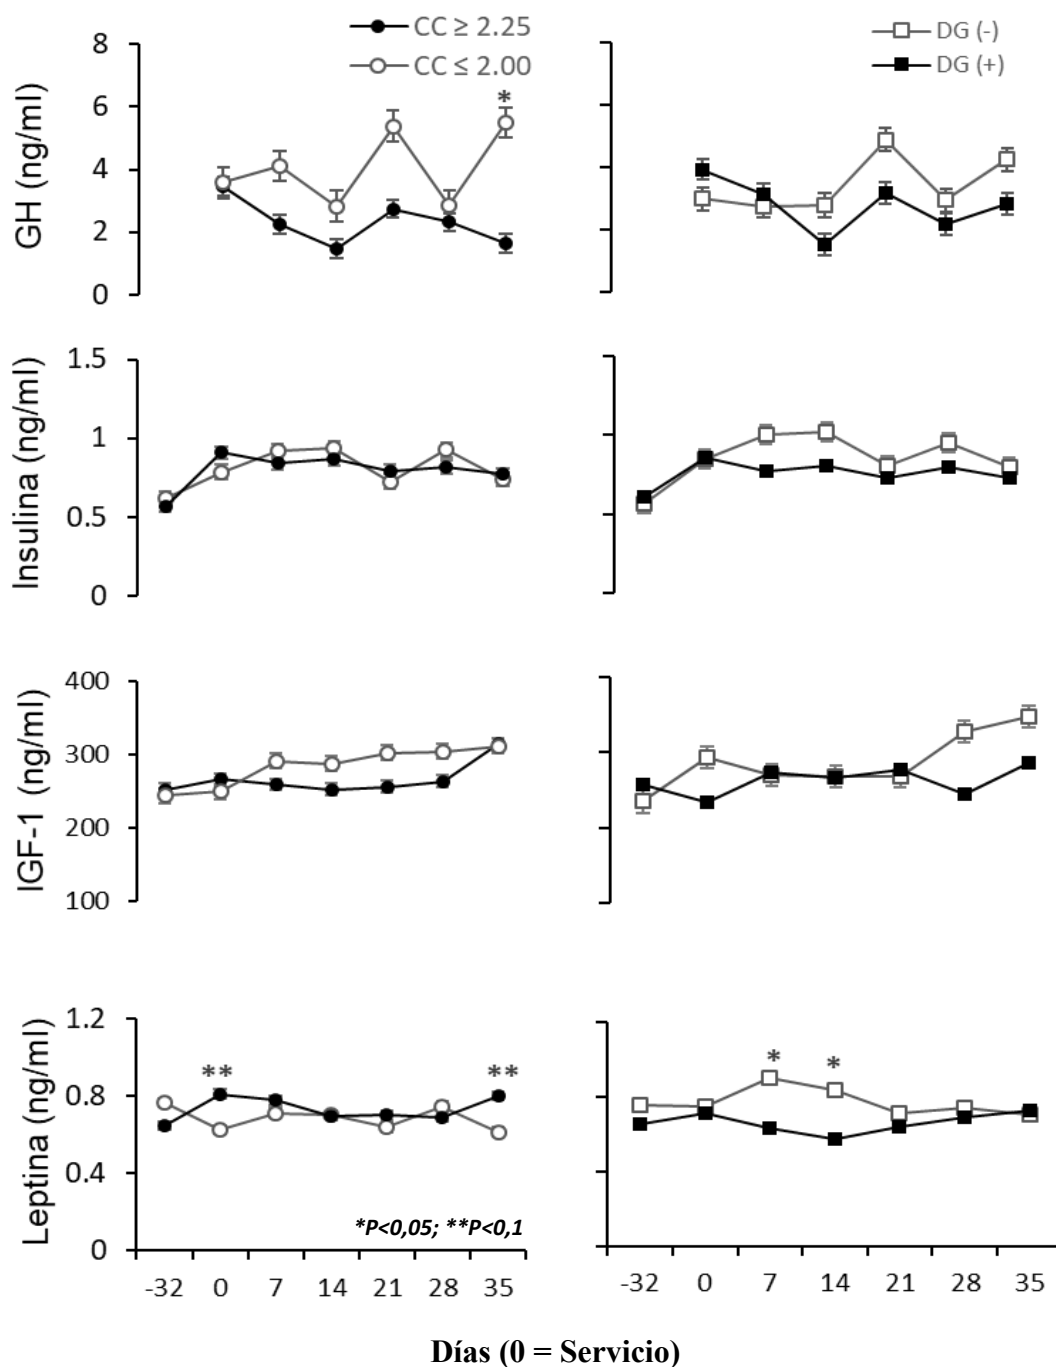 CC ≥ 2.25
CC ≤ 2.00
DG (-)
DG (+)
GH (ng/ml)
8
6
4
2
0
*
Insulina (ng/ml)
1.5
1
0.5
0
IGF-1 (ng/ml)
400
300
200
100
Leptina (ng/ml)
1.2
0.8
0.4
0
** **
* *
*P<0,05; **P<0,1
-32 0 7 14 21 28 35
-32 0 7 14 21 28 35
Días (0 = Servicio)